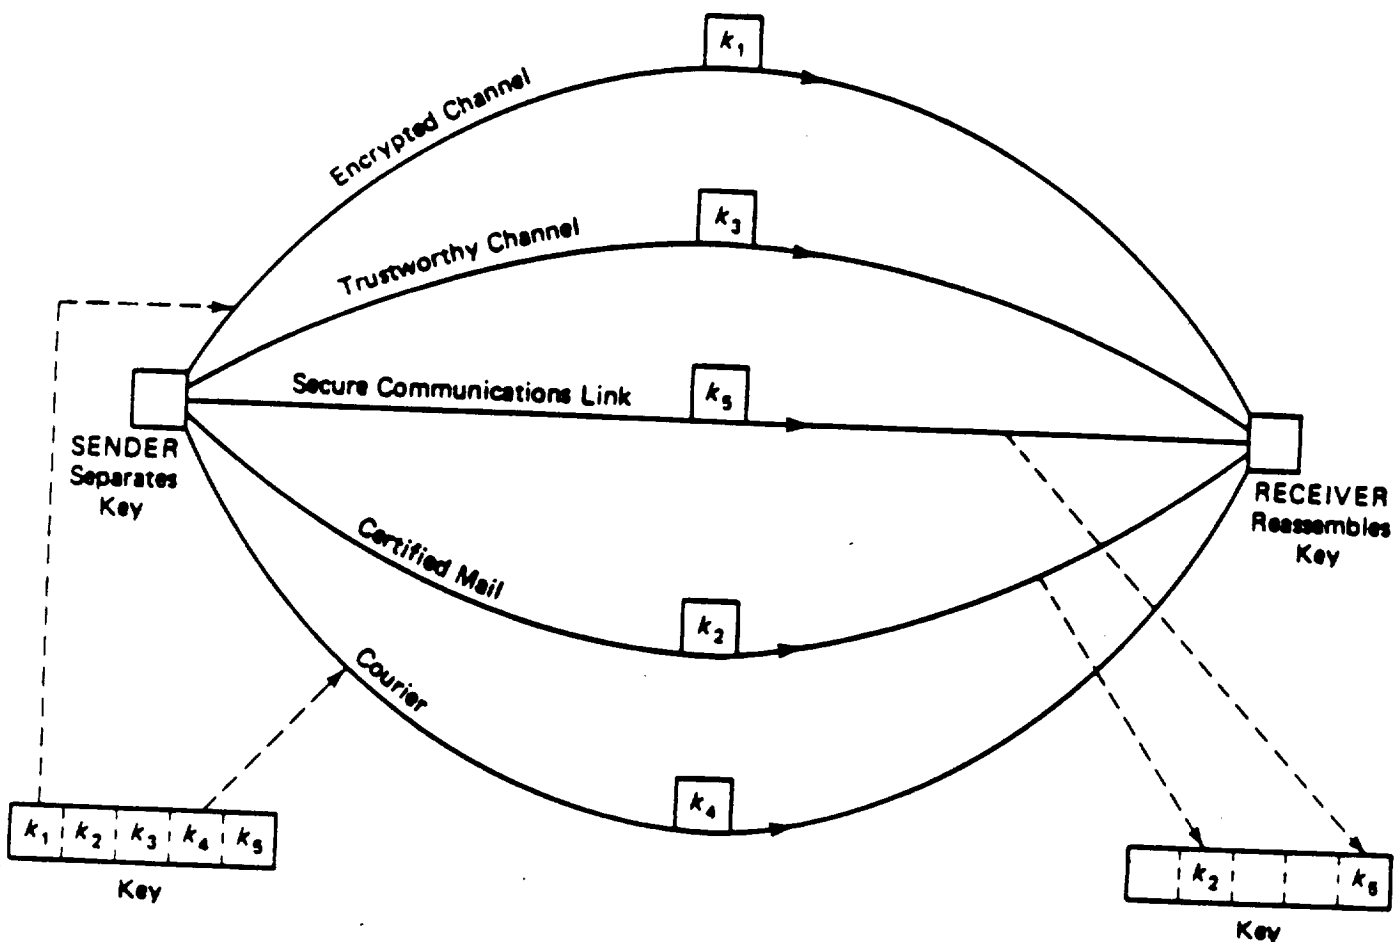 k1
Encrypted Channel
k3
Trustworthy Channel
k5
Secure Communications Link
SENDER
Separates
Key
RECEIVER
Reassembles
Key
Certified Mail
k2
Courier
k4
k1 k2 k3 k4 k5
Key
k2 k5
Key